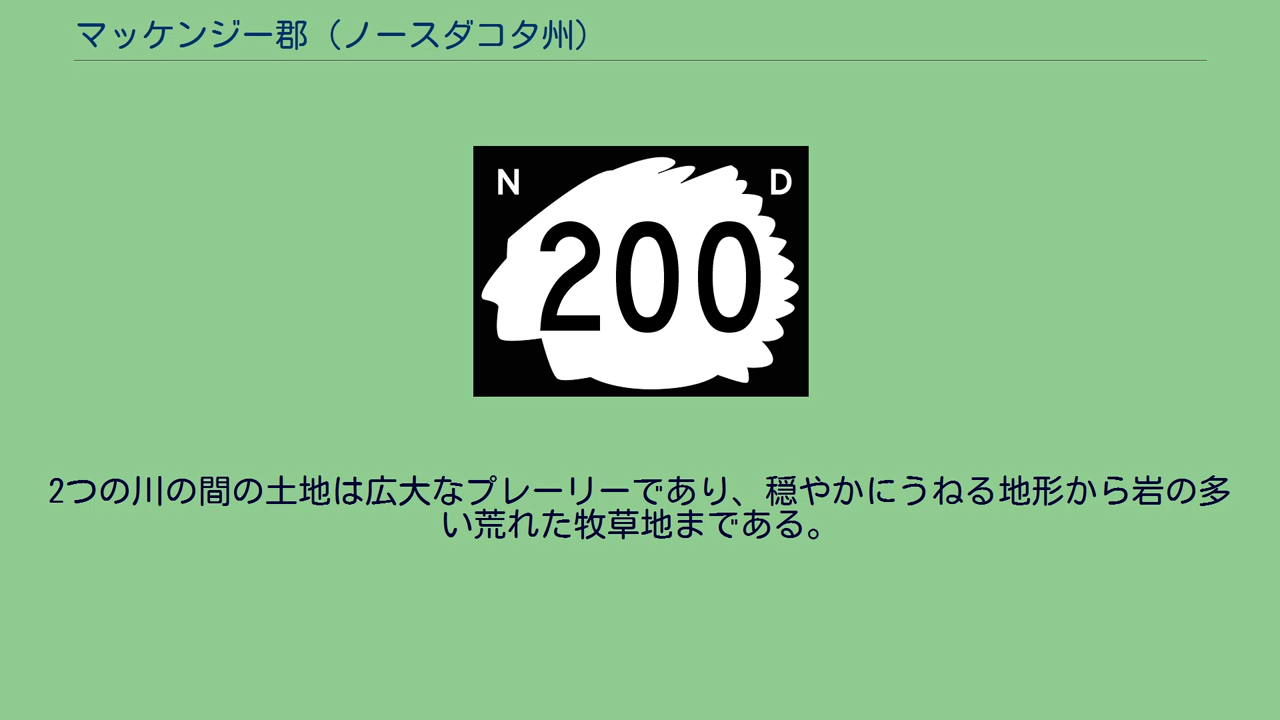 マッケンジー郡（ノースダコタ州）
N D
200
2つの川の間の土地は広大なプレーリーであり、穏やかにうねる地形から岩の多
い荒れた牧草地まである。